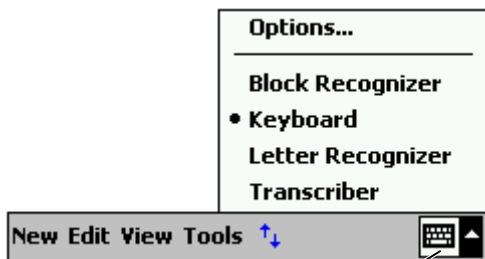 Options...
Block Recognizer
Keyboard
Letter Recognizer
Transcriber
New Edit View Tools